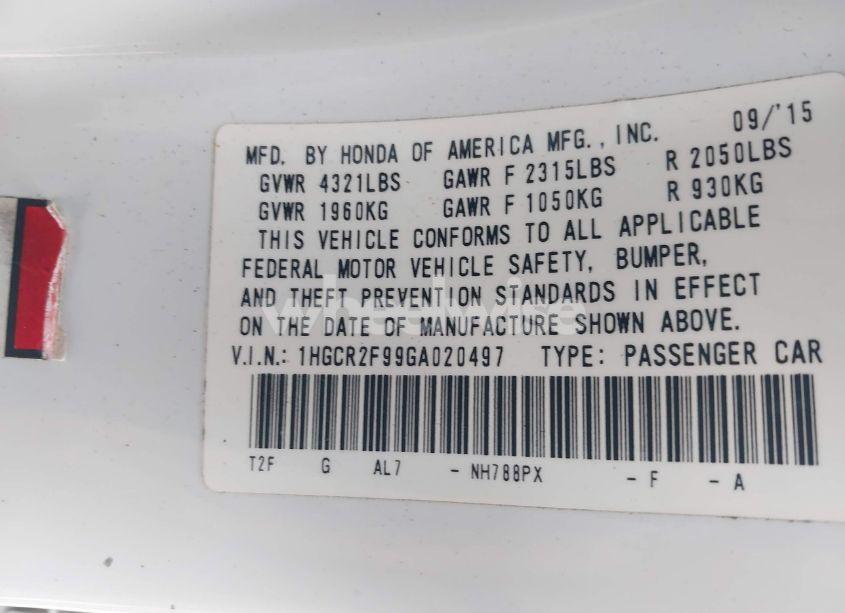 MFD. BY HONDA OF AMERICA MFG., INC. 09/'15
GVWR 4321LBS GAWR F 2315LBS R 2050LBS
GVWR 1960KG GAWR F 1050KG R 930KG
THIS VEHICLE CONFORMS TO ALL APPLICABLE
FEDERAL MOTOR VEHICLE SAFETY, BUMPER,
AND THEFT PREVENTION STANDARDS IN EFFECT
ON THE DATE OF MANUFACTURE SHOWN ABOVE.
V.I.N.: 1HGCR2F99GA020497 TYPE: PASSENGER CAR
T2F G AL7 - NH788PX - F - A
wheelwise